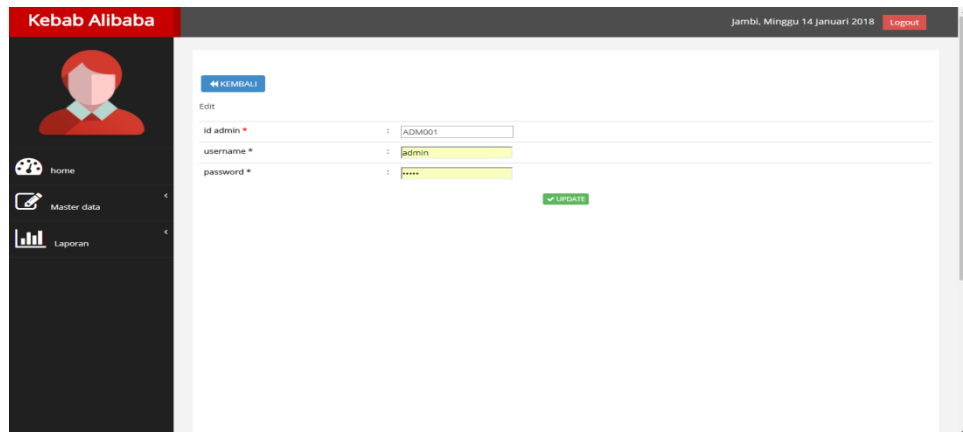 Kebab Alibaba
Jambi, Minggu 14 Januari 2018 Logout
KEMBALI
Edit
id admin * : ADM001
username * : admin
password * : •••••
UPDATE
home
Master data
Laporan